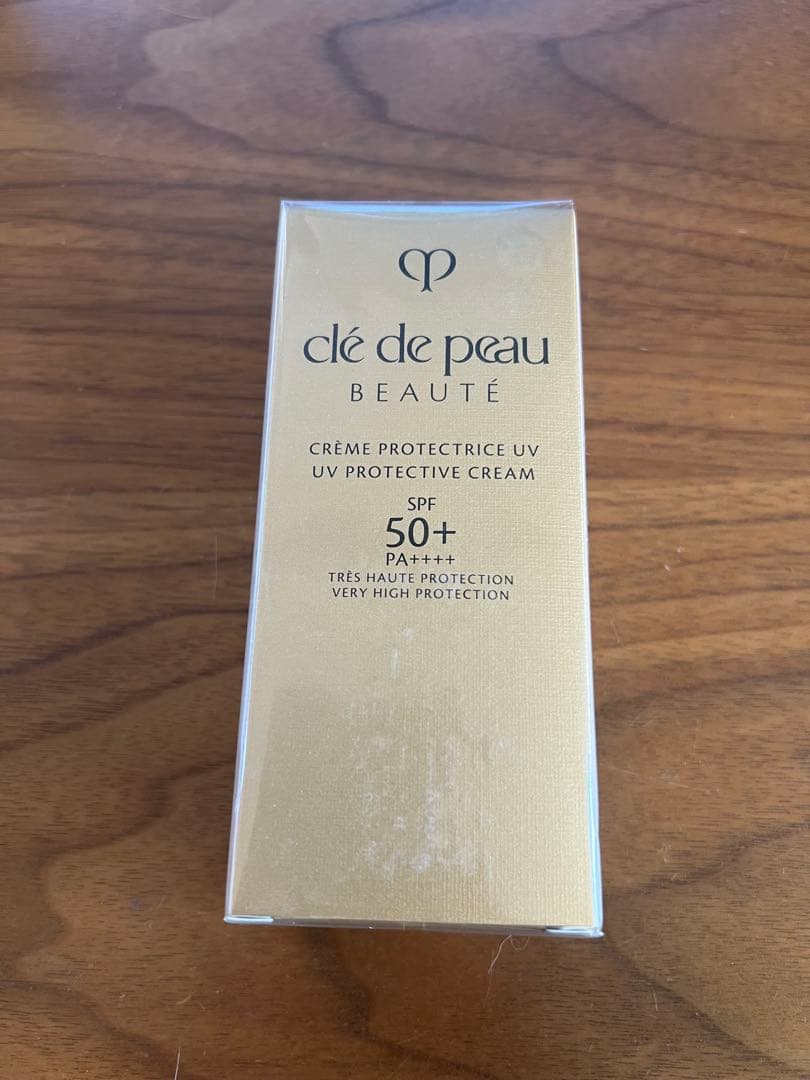 clé de peau
BEAUTÉ
CRÈME PROTECTRICE UV
UV PROTECTIVE CREAM
SPF
50+
PA++++
TRÈS HAUTE PROTECTION
VERY HIGH PROTECTION